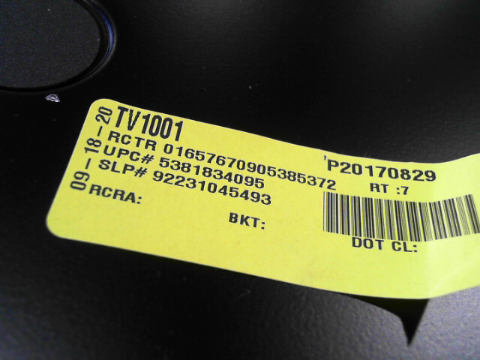 09-18-20
TV1001
RCTR 01657670905385372
UPC# 5381834095
SLP# 92231045493
RCRA:
BKT:
'P20170829
RT :7
DOT CL: